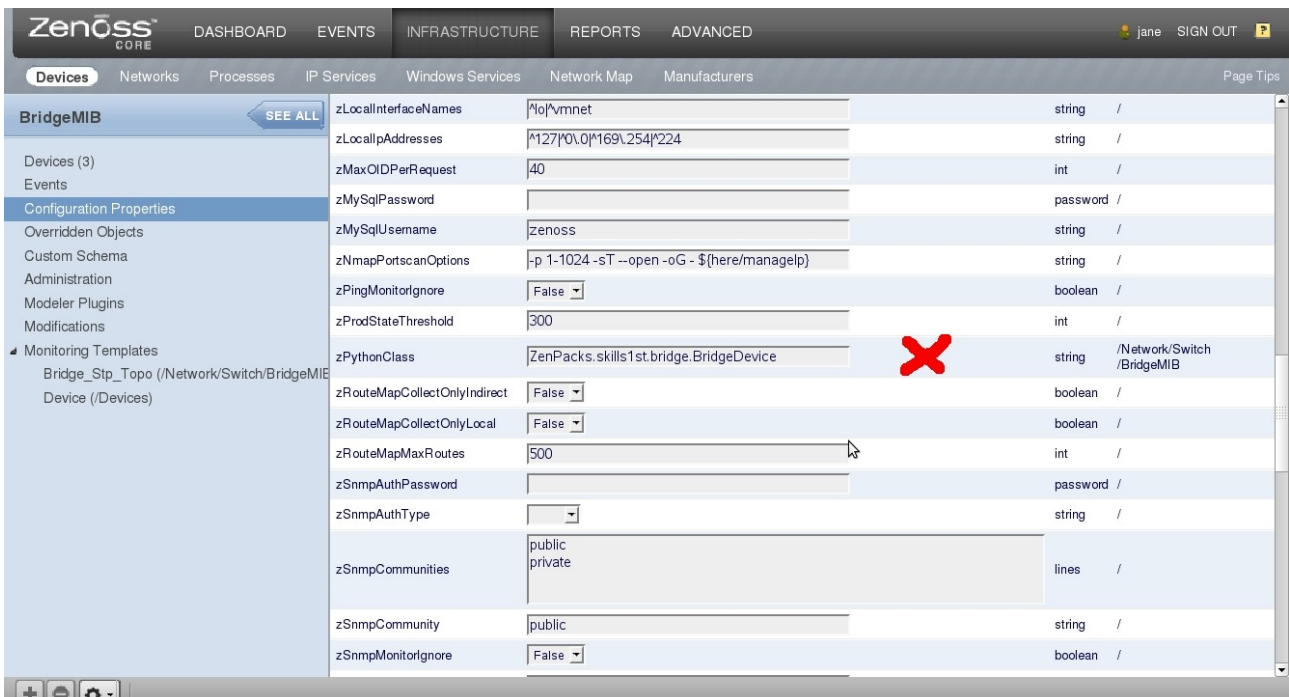 Zenōss CORE
DASHBOARD EVENTS INFRASTRUCTURE REPORTS ADVANCED
jane SIGN OUT ?
Devices Networks Processes IP Services Windows Services Network Map Manufacturers Page Tips
BridgeMIB SEE ALL
Devices (3)
Events
Configuration Properties
Overridden Objects
Custom Schema
Administration
Modeler Plugins
Modifications
Monitoring Templates
Bridge_Stp_Topo (/Network/Switch/BridgeMIB
Device (/Devices)
zLocalInterfaceNames ^lo|^vmnet string /
zLocalIpAddresses ^127|^0\.0|^169\.254|^224 string /
zMaxOIDPerRequest 40 int /
zMySqlPassword password /
zMySqlUsername zenoss string /
zNmapPortscanOptions -p 1-1024 -sT --open -oG - ${here/manageIp} string /
zPingMonitorIgnore False boolean /
zProdStateThreshold 300 int /
zPythonClass ZenPacks.skills1st.bridge.BridgeDevice string /Network/Switch
/BridgeMIB
zRouteMapCollectOnlyIndirect False boolean /
zRouteMapCollectOnlyLocal False boolean /
zRouteMapMaxRoutes 500 int /
zSnmpAuthPassword password /
zSnmpAuthType string /
zSnmpCommunities public lines /
private
zSnmpCommunity public string /
zSnmpMonitorIgnore False boolean /